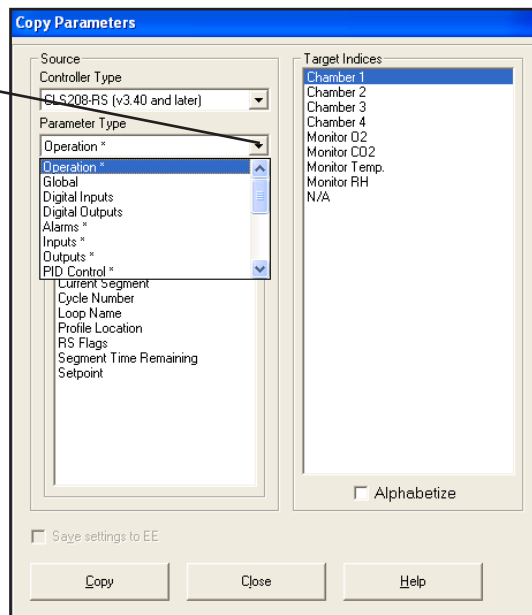 Copy Parameters
Source
Controller Type
CLS208-RS (v3.40 and later)
Parameter Type
Operation *
Operation *
Global
Digital Inputs
Digital Outputs
Alarms *
Inputs *
Outputs *
PID Control *
Current Segment
Cycle Number
Loop Name
Profile Location
RS Flags
Segment Time Remaining
Setpoint
Target Indices
Chamber 1
Chamber 2
Chamber 3
Chamber 4
Monitor O2
Monitor CO2
Monitor Temp.
Monitor RH
N/A
Alphabetize
Save settings to EE
Copy
Close
Help